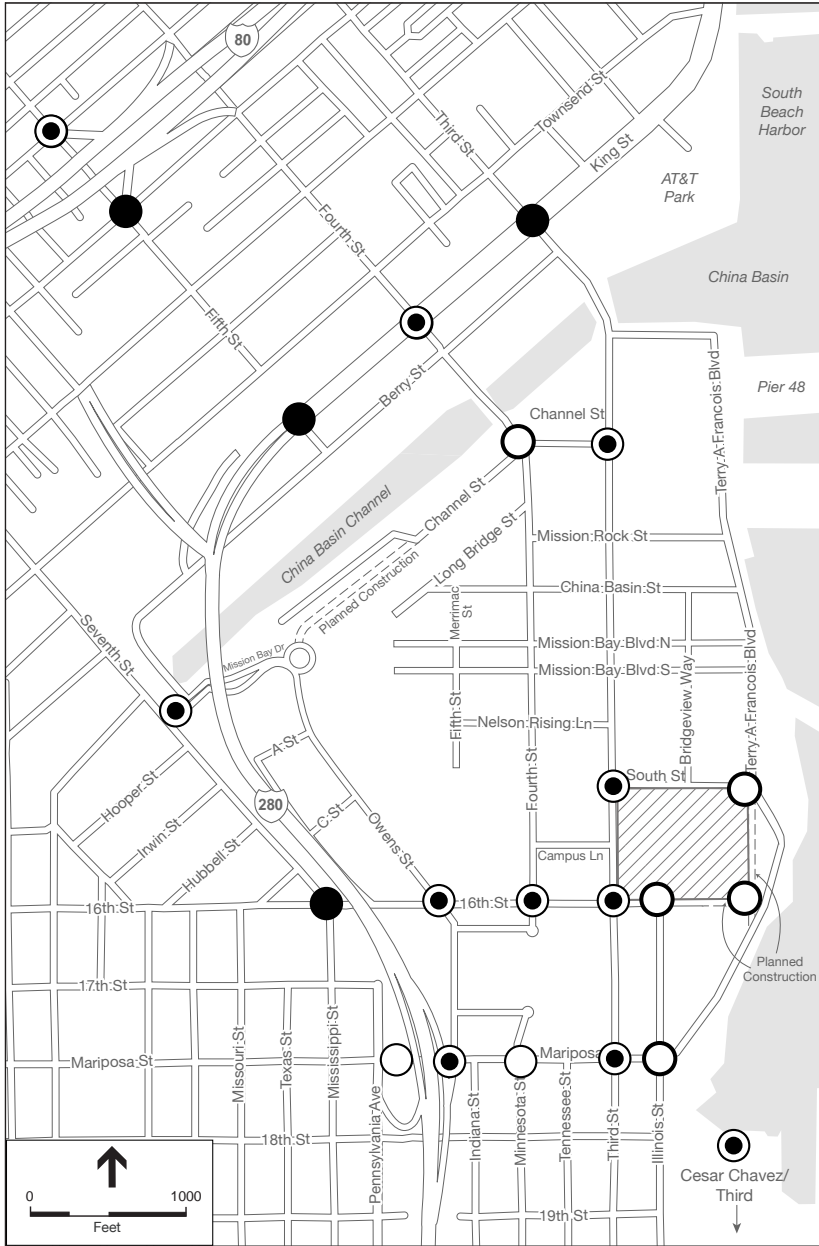 80
South
Beach
Harbor
Townsend St
Third St
King St
AT&T
Park
Fourth St
China Basin
Fifth St
Terry A Francois Blvd
Berry St
Pier 48
Channel St
China Basin Channel
Channel St
Long Bridge St
Mission Rock St
Planned Construction
China Basin St
Merrimac
St
Seventh St
Mission Bay Dr
Mission Bay Blvd N
Mission Bay Blvd S
Bridgeview Way
Terry A Francois Blvd
Fifth St
Nelson Rising Ln
A St
South St
Hooper St
280
Fourth St
Irwin St
C St
Owens St
Hubbell St
Campus Ln
16th St
16th St
Planned
Construction
17th St
Mariposa St
Missouri St
Texas St
Mississippi St
Mariposa
Pennsylvania Ave
Indiana St
Minnesota St
Tennessee St
Third St
Illinois St
18th St
Cesar Chavez/
Third
19th St
0
1000
Feet